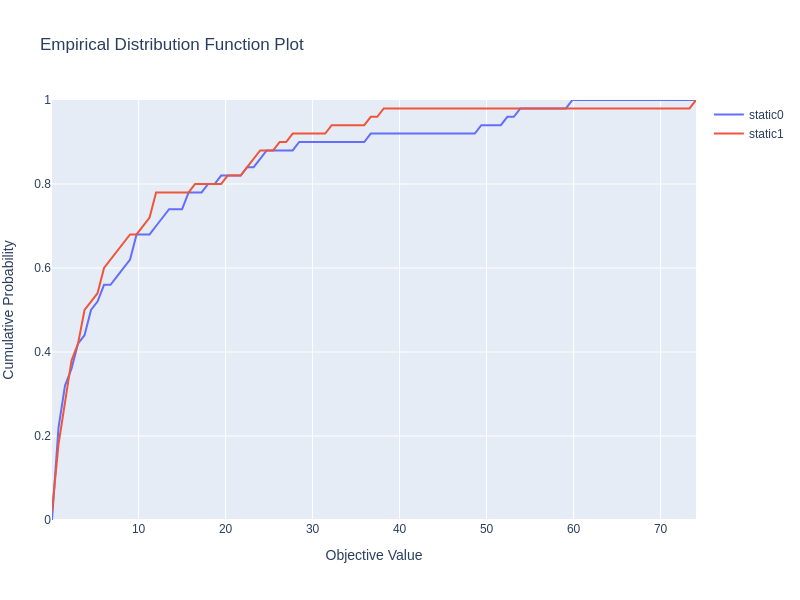 Empirical Distribution Function Plot
1
0.8
0.6
0.4
0.2
0
Cumulative Probability
10 20 30 40 50 60 70
Objective Value
static0
static1